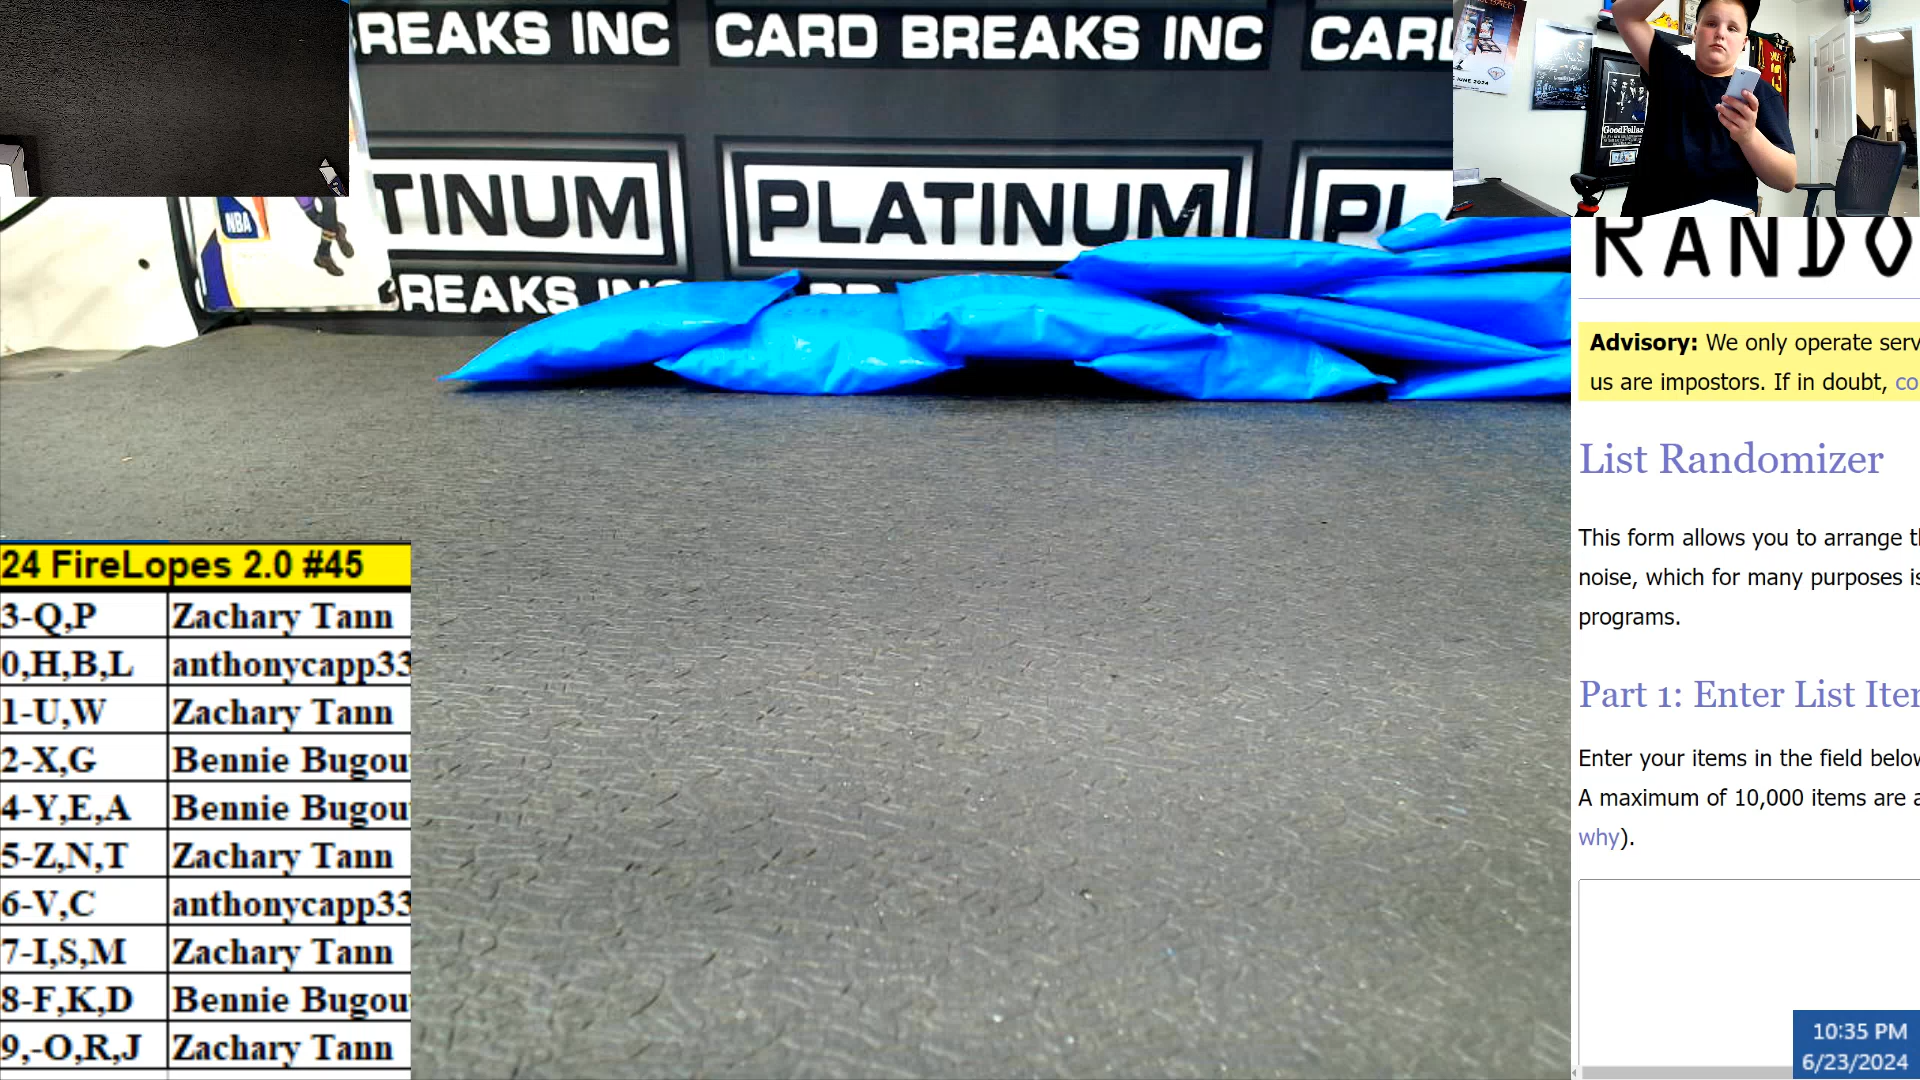 REAKS INC CARD BREAKS INC CARD
TINUM PLATINUM PL
REAKS IN
NBA
JUNE 2024
GoodFellas
RANDO
Advisory: We only operate serv
us are impostors. If in doubt, co
List Randomizer
This form allows you to arrange t
noise, which for many purposes is
programs.
Part 1: Enter List Iter
Enter your items in the field below
A maximum of 10,000 items are a
why).
24 FireLopes 2.0 #45
3-Q,P Zachary Tann
0,H,B,L anthonycapp33
1-U,W Zachary Tann
2-X,G Bennie Bugou
4-Y,E,A Bennie Bugou
5-Z,N,T Zachary Tann
6-V,C anthonycapp33
7-I,S,M Zachary Tann
8-F,K,D Bennie Bugou
9,-O,R,J Zachary Tann
10:35 PM
6/23/2024